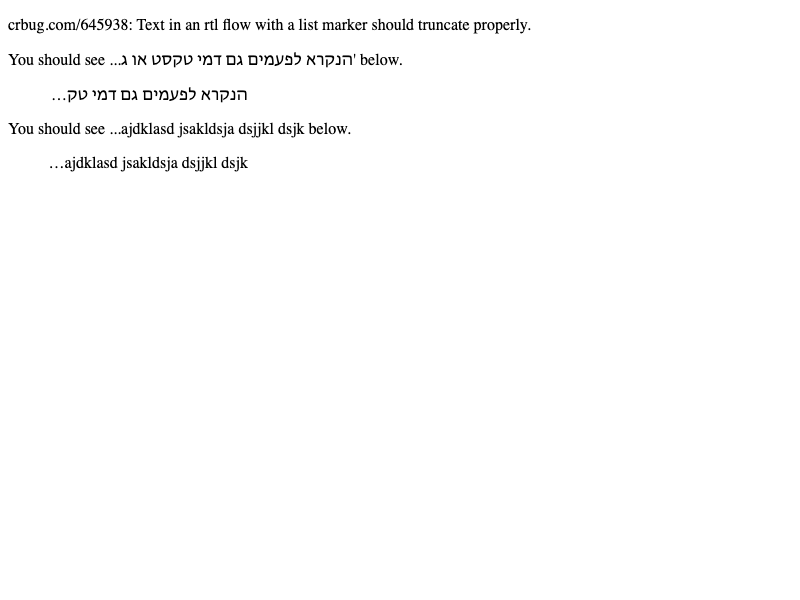 crbug.com/645938: Text in an rtl flow with a list marker should truncate properly.
You should see ...הנקרא לפעמים גם דמי טקסט או ג' below.
הנקרא לפעמים גם דמי טק…
You should see ...ajdklasd jsakldsja dsjjkl dsjk below.
…ajdklasd jsakldsja dsjjkl dsjk